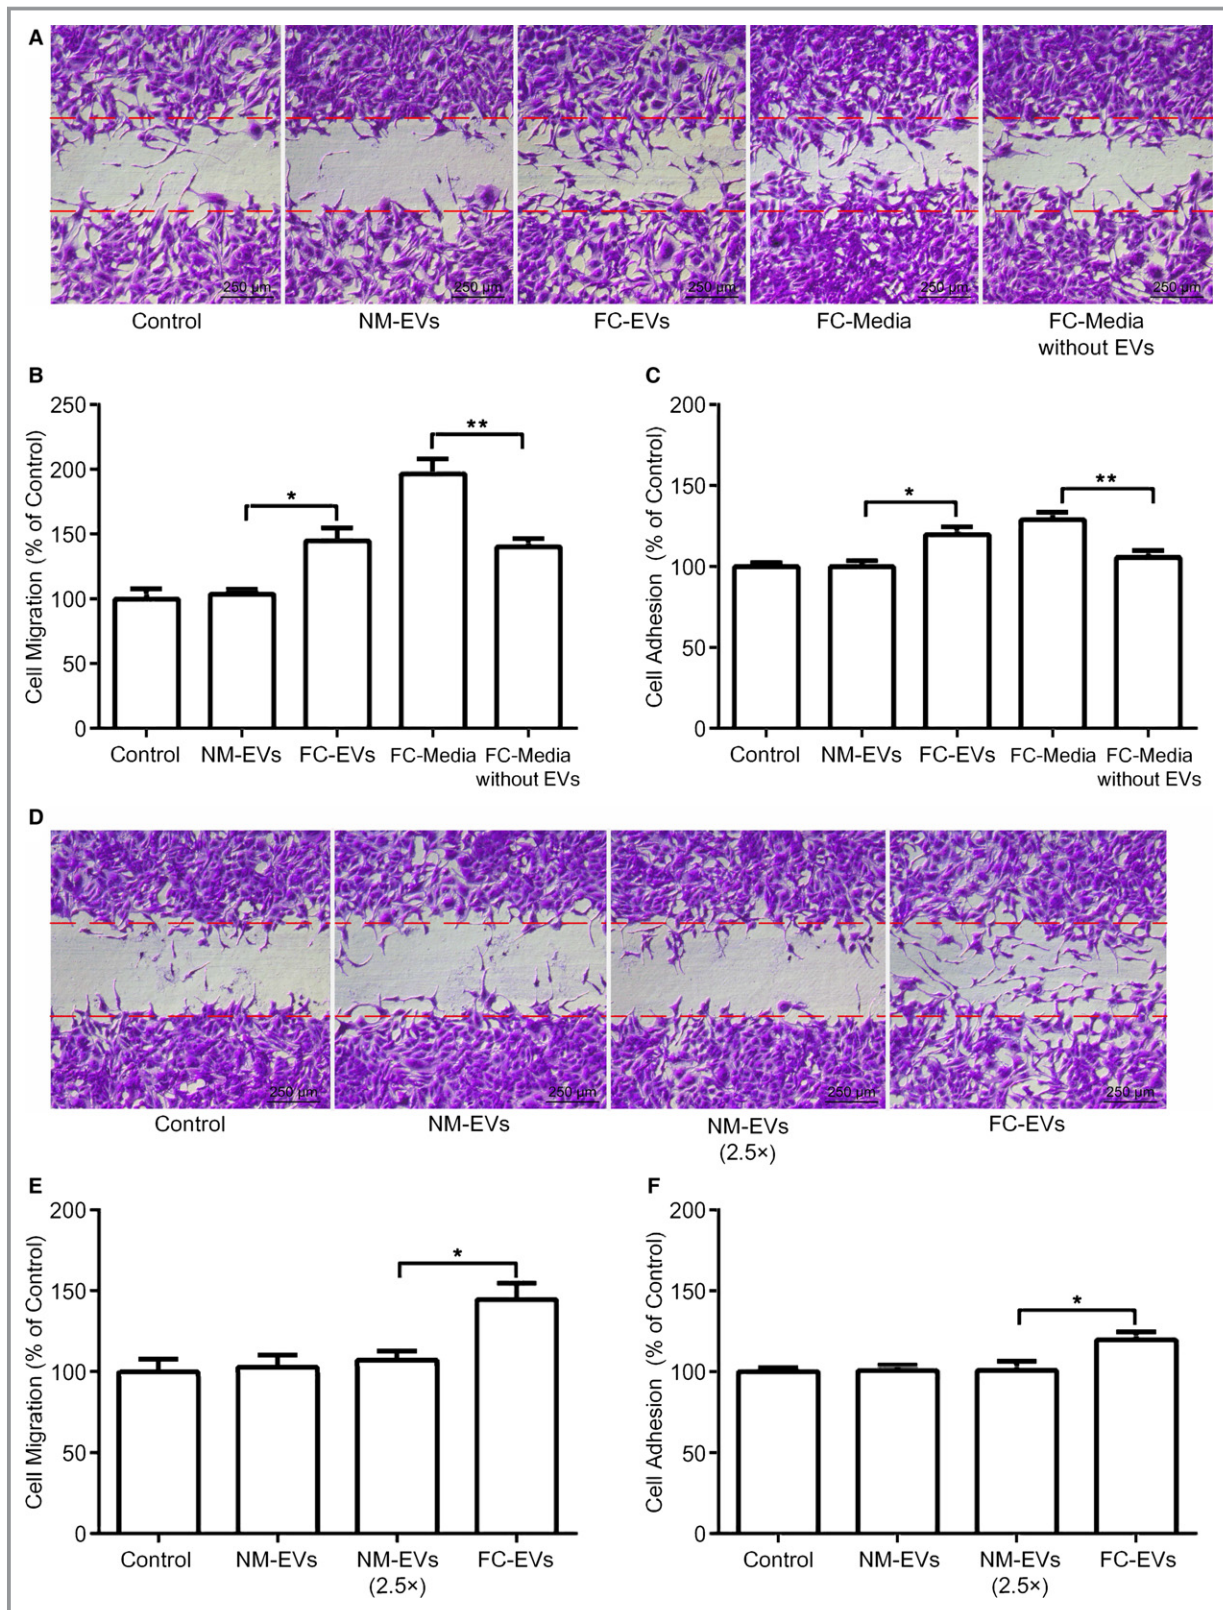 A
250 µm 250 µm 250 µm 250 µm 250 µm
Control NM-EVs FC-EVs FC-Media FC-Media
without EVs
B
250
200
150
100
50
0
Cell Migration (% of Control)
*
**
Control NM-EVs FC-EVs FC-Media FC-Media
without EVs
C
200
150
100
50
0
Cell Adhesion (% of Control)
*
**
Control NM-EVs FC-EVs FC-Media FC-Media
without EVs
D
250 µm 250 µm 250 µm 250 µm
Control NM-EVs NM-EVs FC-EVs
(2.5×)
E
200
150
100
50
0
Cell Migration (% of Control)
*
Control NM-EVs NM-EVs FC-EVs
(2.5×)
F
200
150
100
50
0
Cell Adhesion (% of Control)
*
Control NM-EVs NM-EVs FC-EVs
(2.5×)